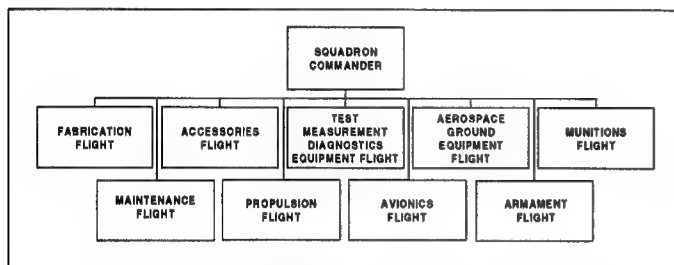 SQUADRON
COMMANDER
FABRICATION
FLIGHT
ACCESSORIES
FLIGHT
TEST
MEASUREMENT
DIAGNOSTICS
EQUIPMENT FLIGHT
AEROSPACE
GROUND
EQUIPMENT
FLIGHT
MUNITIONS
FLIGHT
MAINTENANCE
FLIGHT
PROPULSION
FLIGHT
AVIONICS
FLIGHT
ARMAMENT
FLIGHT